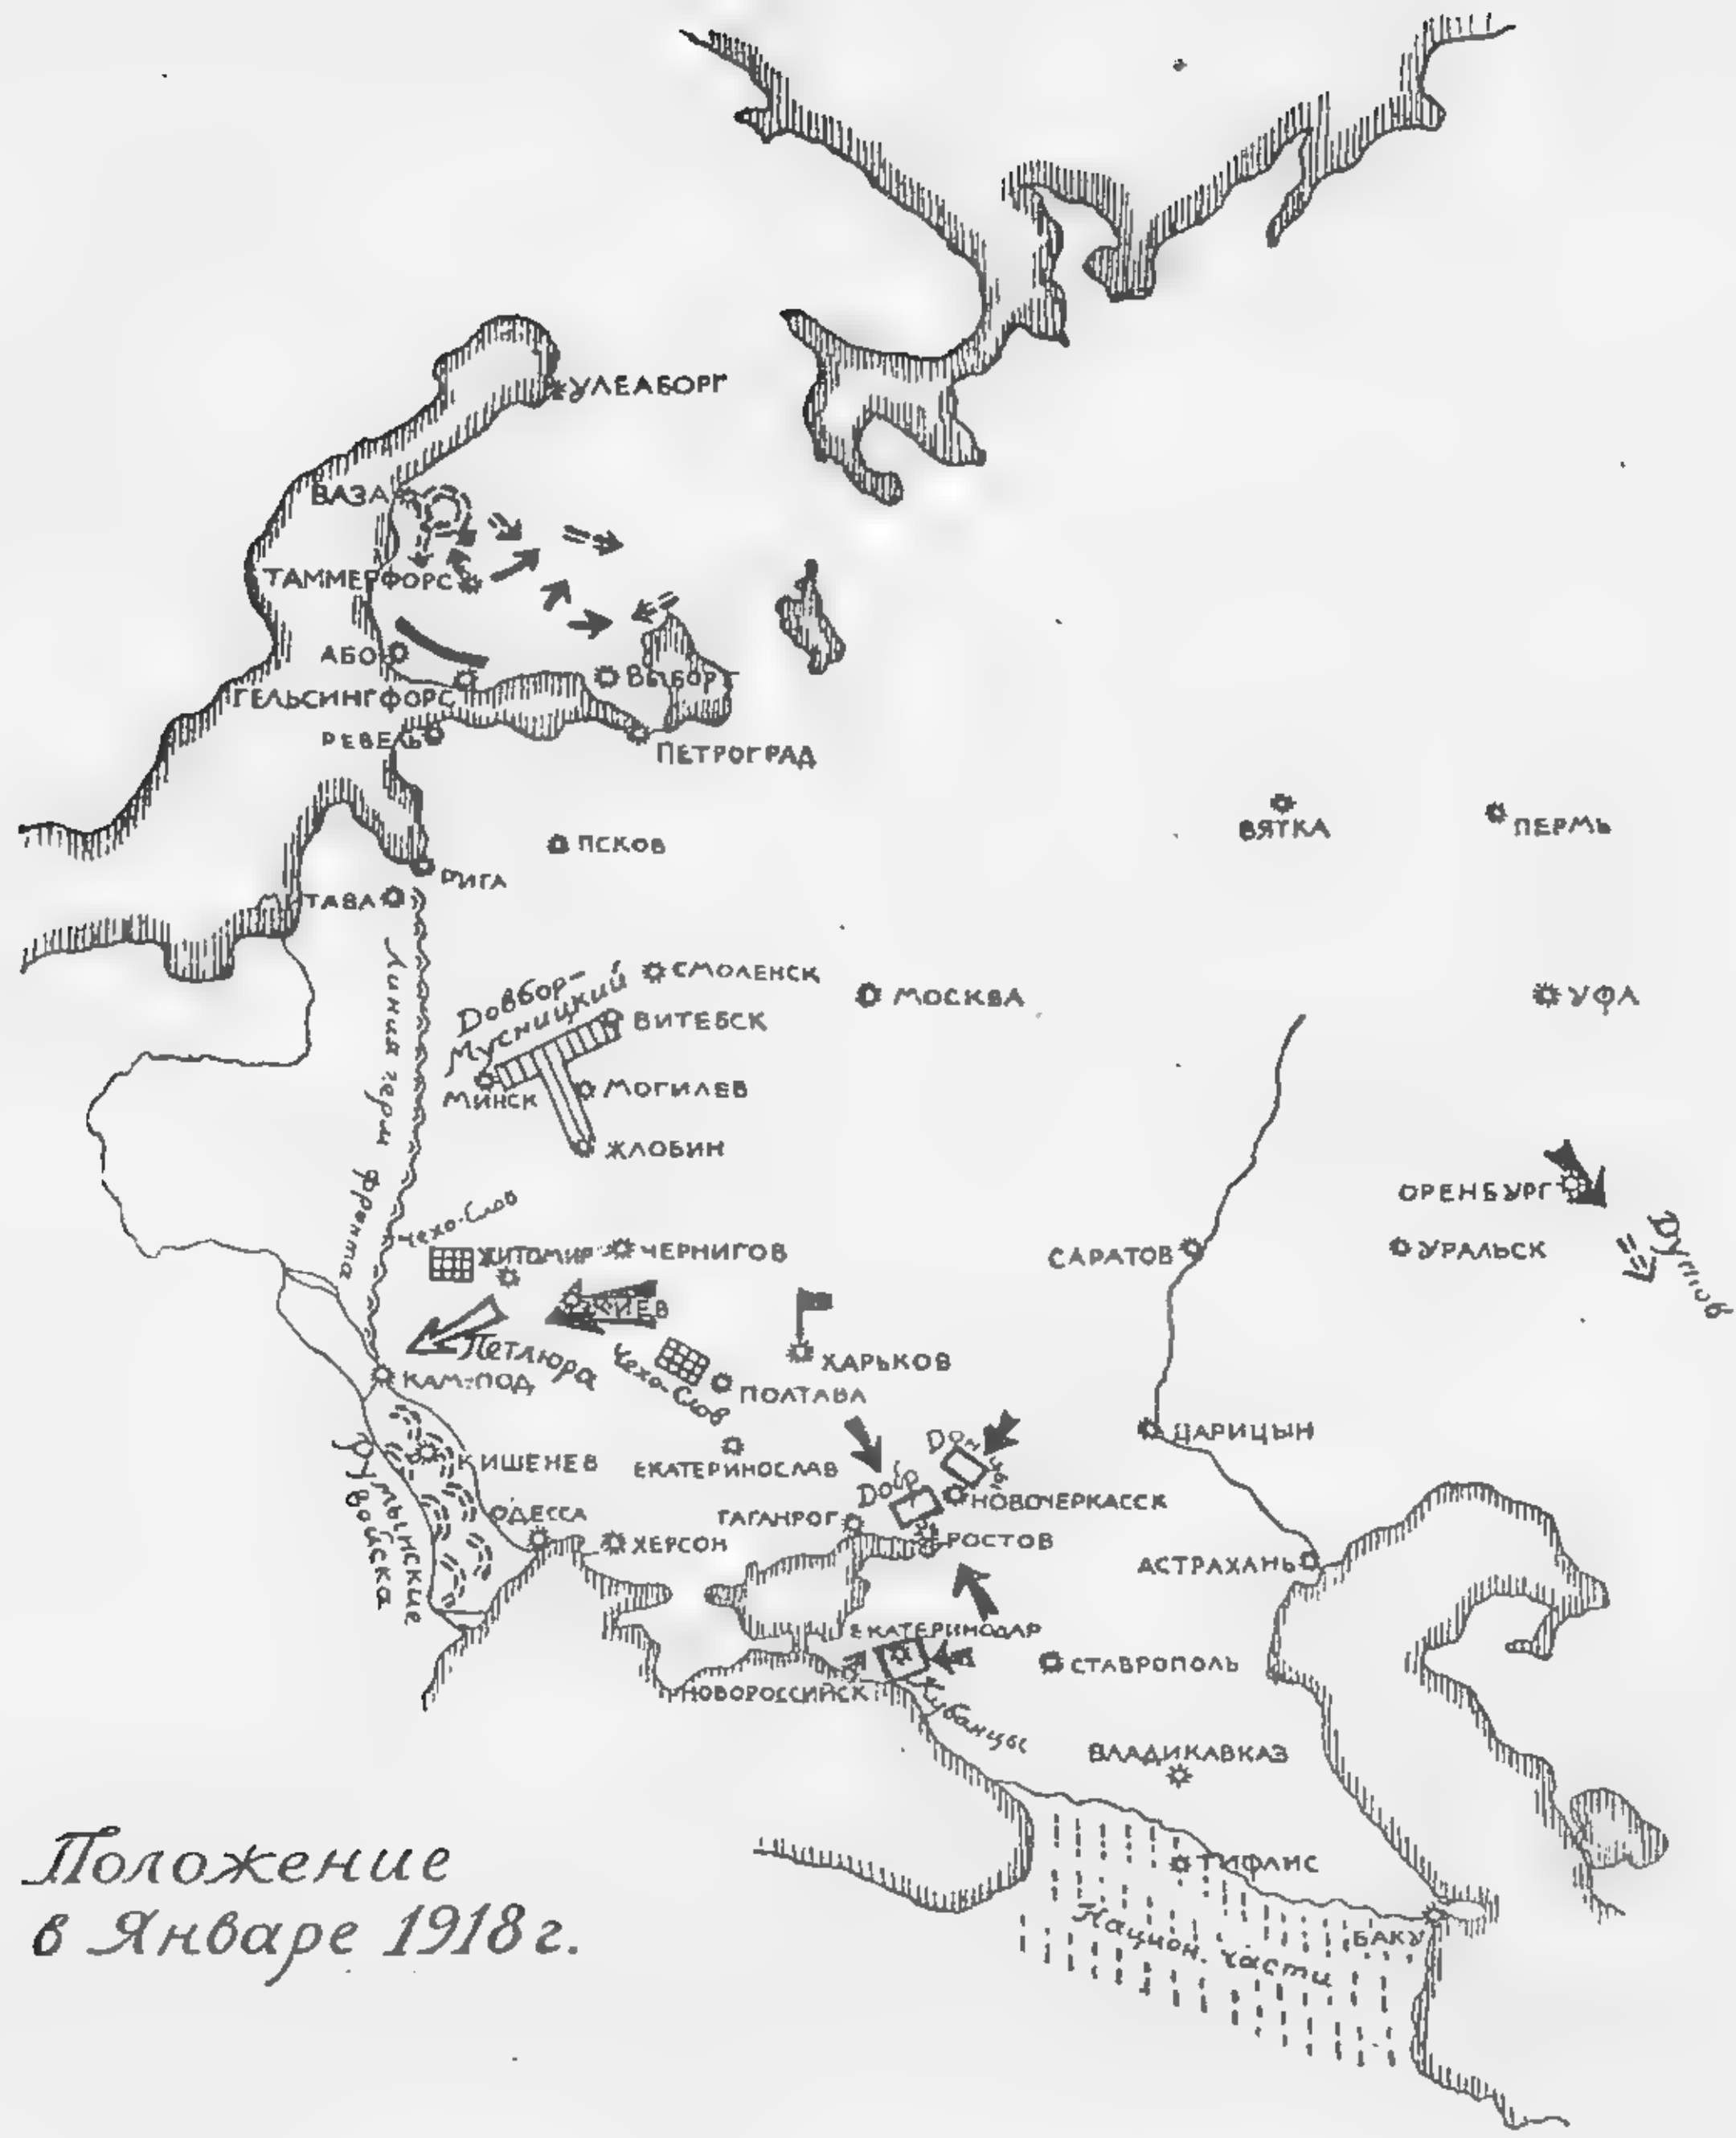 УЛЕАБОРГ
ВАЗА
ТАММЕРФОРС
АБО
ГЕЛЬСИНГФОРС
ВЫБОРГ
РЕВЕЛЬ
ПЕТРОГРАД
ВЯТКА
ПЕРМЬ
ПСКОВ
РИГА
ТАВА
Линия герм фронта
СМОЛЕНСК
МОСКВА
УФА
Довбор-
Мусницкий
ВИТЕБСК
МИНСК
МОГИЛЕВ
ЖЛОБИН
ОРЕНБУРГ
Дутов
Чехо-Слов
ЖИТОМИР
ЧЕРНИГОВ
САРАТОВ
УРАЛЬСК
КИЕВ
Петлюра
Чехо-Слов
ХАРЬКОВ
КАМ-ПОД
ПОЛТАВА
ЦАРИЦЫН
КИШЕНЕВ
ЕКАТЕРИНОСЛАВ
Румынские
войска
Добр
НОВОЧЕРКАССК
ОДЕССА
ТАГАНРОГ
ХЕРСОН
РОСТОВ
АСТРАХАНЬ
ЕКАТЕРИНОДАР
СТАВРОПОЛЬ
НОВОРОССИЙСК
Кубанцы
ВЛАДИКАВКАЗ
ТИФЛИС
Национ. части
БАКУ
Положение
в Январе 1918 г.